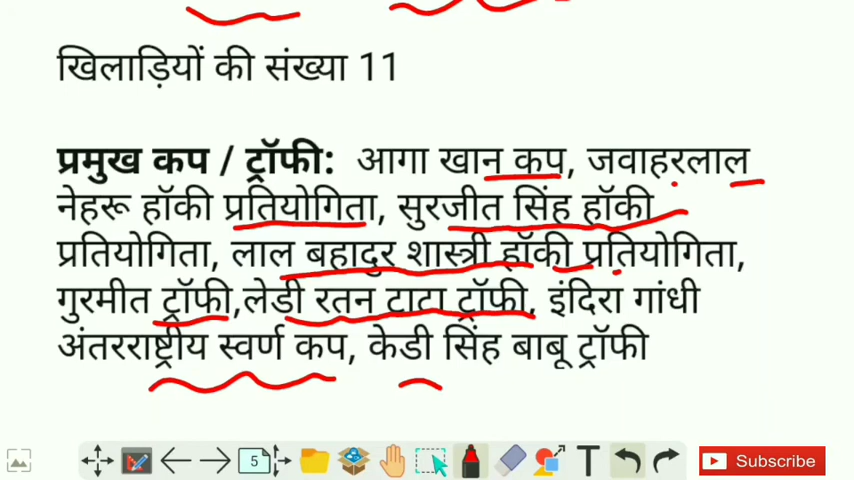 खिलाड़ियों की संख्या 11
प्रमुख कप / ट्रॉफी: आगा खान कप, जवाहरलाल
नेहरू हॉकी प्रतियोगिता, सुरजीत सिंह हॉकी
प्रतियोगिता, लाल बहादुर शास्त्री हॉकी प्रतियोगिता,
गुरमीत ट्रॉफी,लेडी रतन टाटा ट्रॉफी, इंदिरा गांधी
अंतरराष्ट्रीय स्वर्ण कप, केडी सिंह बाबू ट्रॉफी
5
T
Subscribe